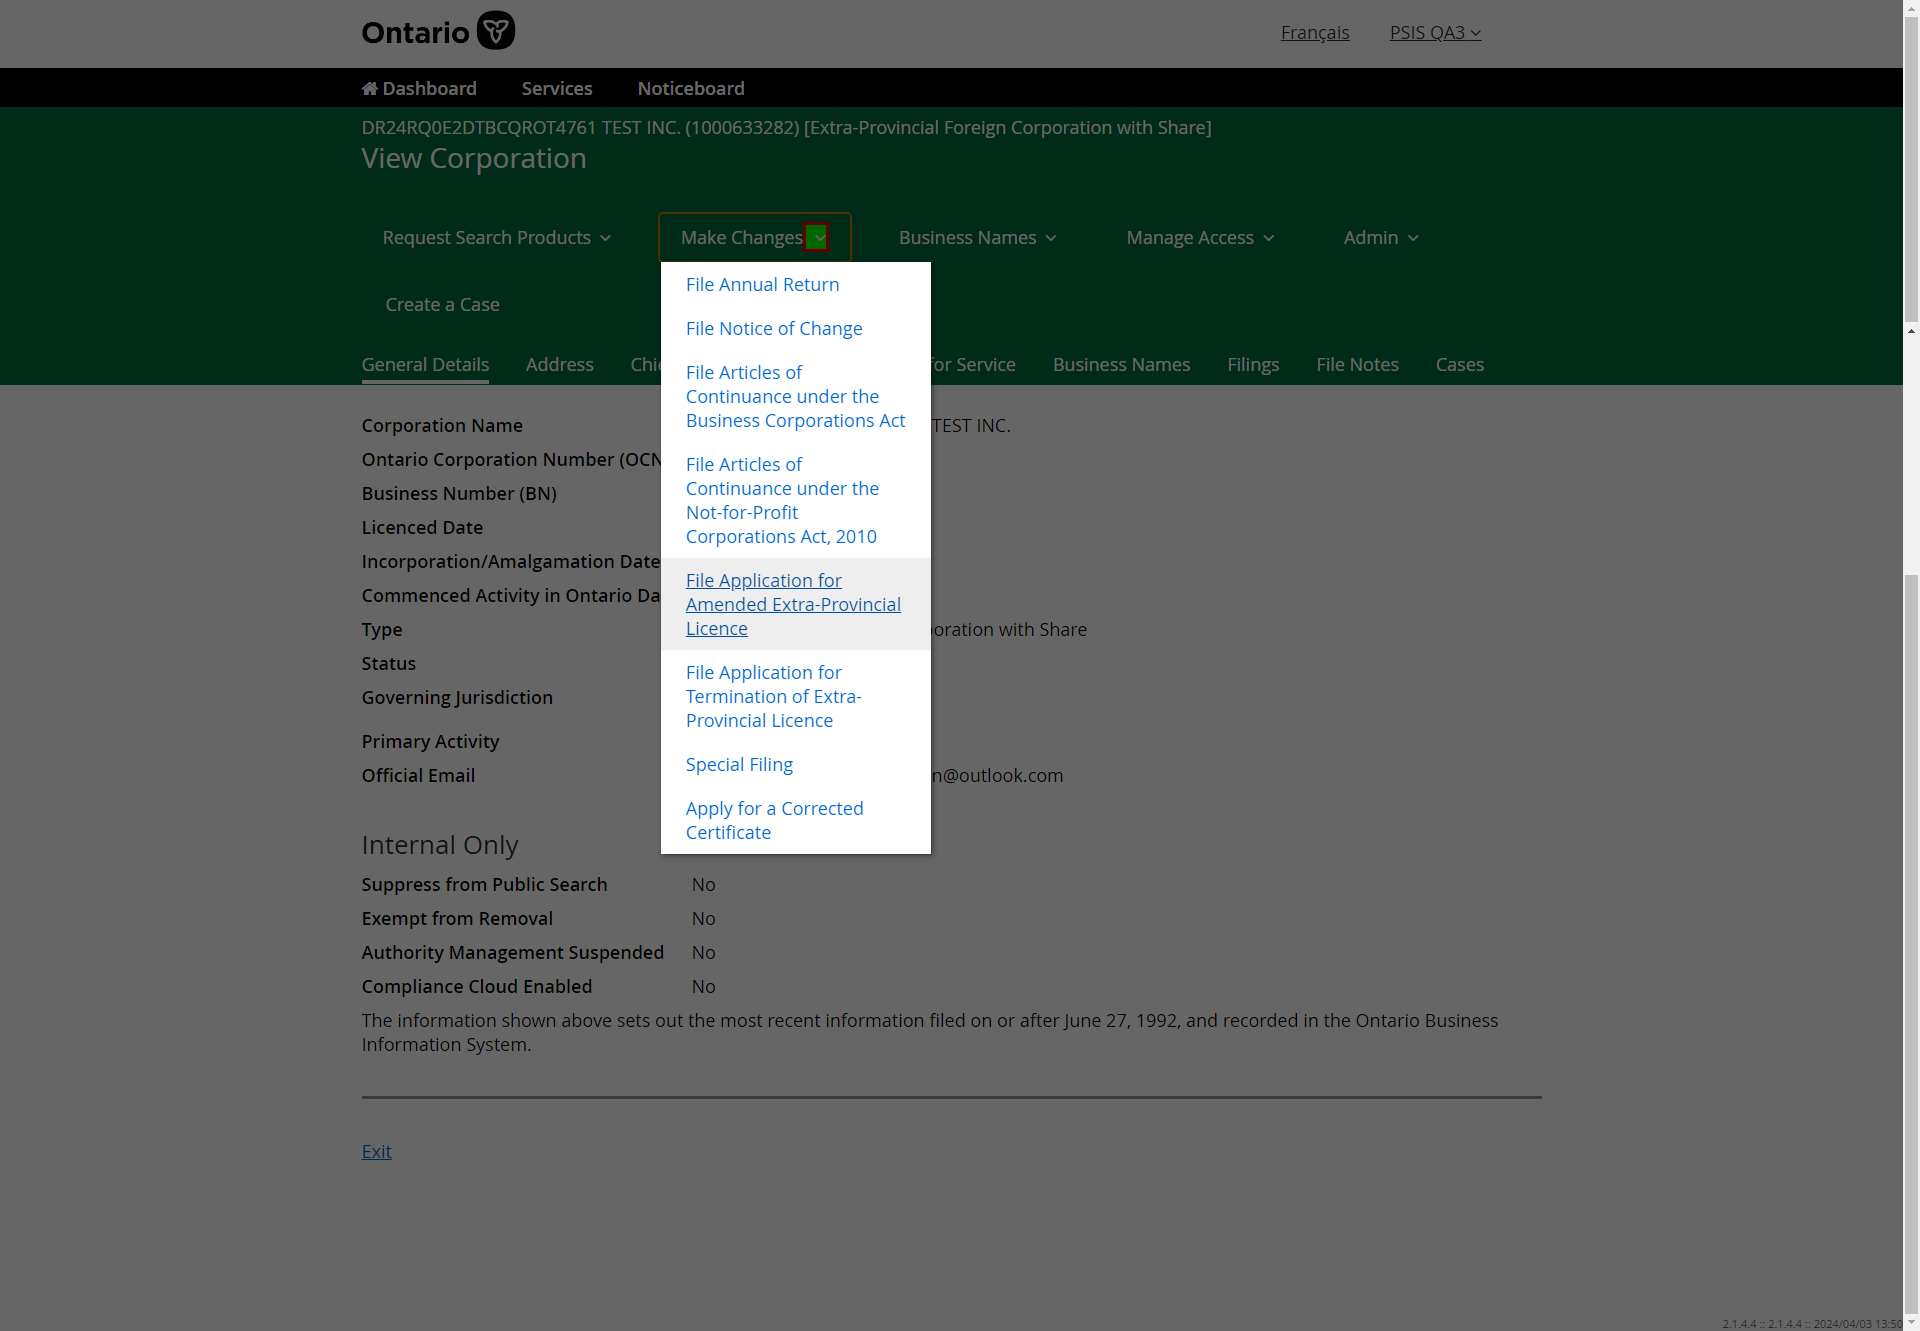 Ontario
Français
PSIS QA3
Dashboard
Services
Noticeboard
DR24RQ0E2DTBCQROT4761 TEST INC. (1000633282) [Extra-Provincial Foreign Corporation with Share]
View Corporation
Request Search Products
Make Changes
Business Names
Manage Access
Admin
Create a Case
File Annual Return
File Notice of Change
File Articles of
Continuance under the
Business Corporations Act
File Articles of
Continuance under the
Not-for-Profit
Corporations Act, 2010
File Application for
Amended Extra-Provincial
Licence
File Application for
Termination of Extra-
Provincial Licence
Special Filing
Apply for a Corrected
Certificate
General Details
Address
for Service
Business Names
Filings
File Notes
Cases
Corporation Name
TEST INC.
Ontario Corporation Number (OCN
Business Number (BN)
Licenced Date
Incorporation/Amalgamation Date
Commenced Activity in Ontario Da
Type
oration with Share
Status
Governing Jurisdiction
Primary Activity
Official Email
n@outlook.com
Internal Only
Suppress from Public Search No
Exempt from Removal No
Authority Management Suspended No
Compliance Cloud Enabled No
The information shown above sets out the most recent information filed on or after June 27, 1992, and recorded in the Ontario Business
Information System.
Exit
2.1.4.4 :: 2.1.4.4 :: 2024/04/03 13:50